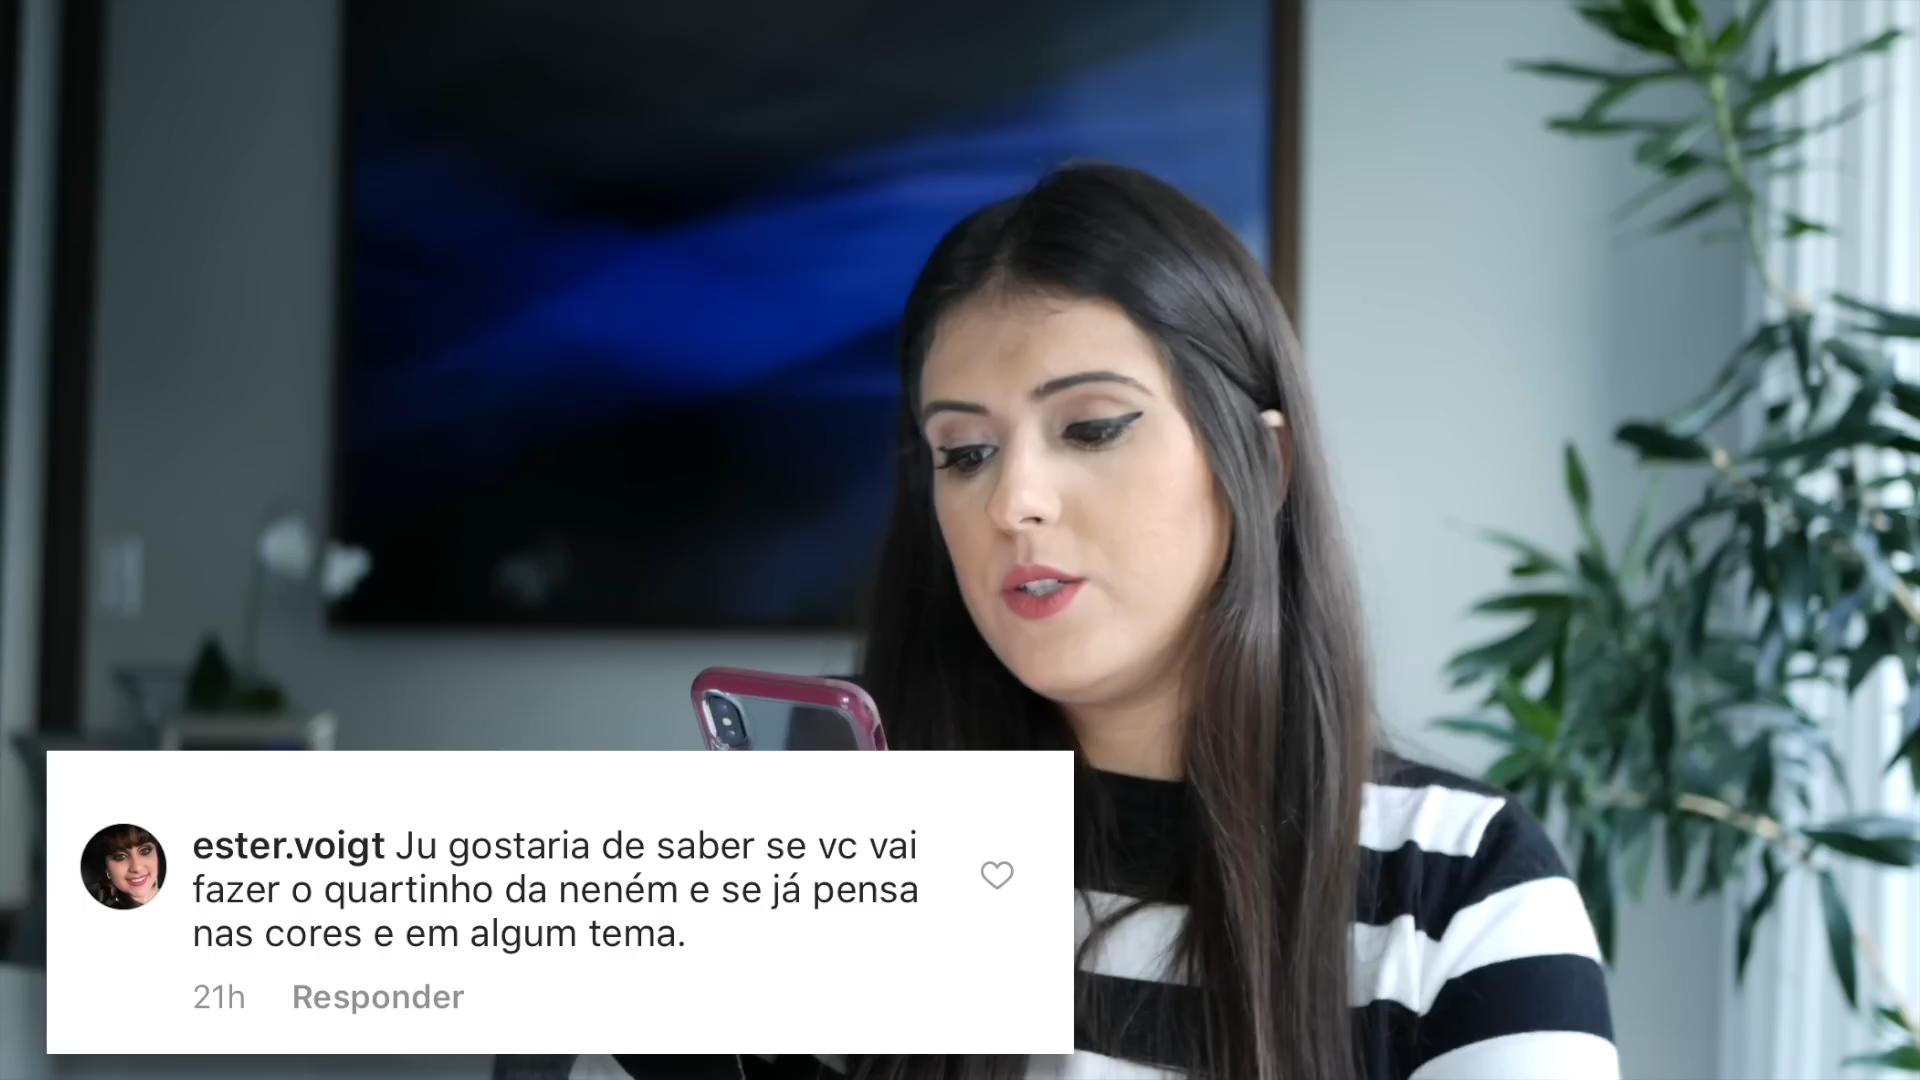 ester.voigt Ju gostaria de saber se vc vai
fazer o quartinho da neném e se já pensa
nas cores e em algum tema.
21h Responder